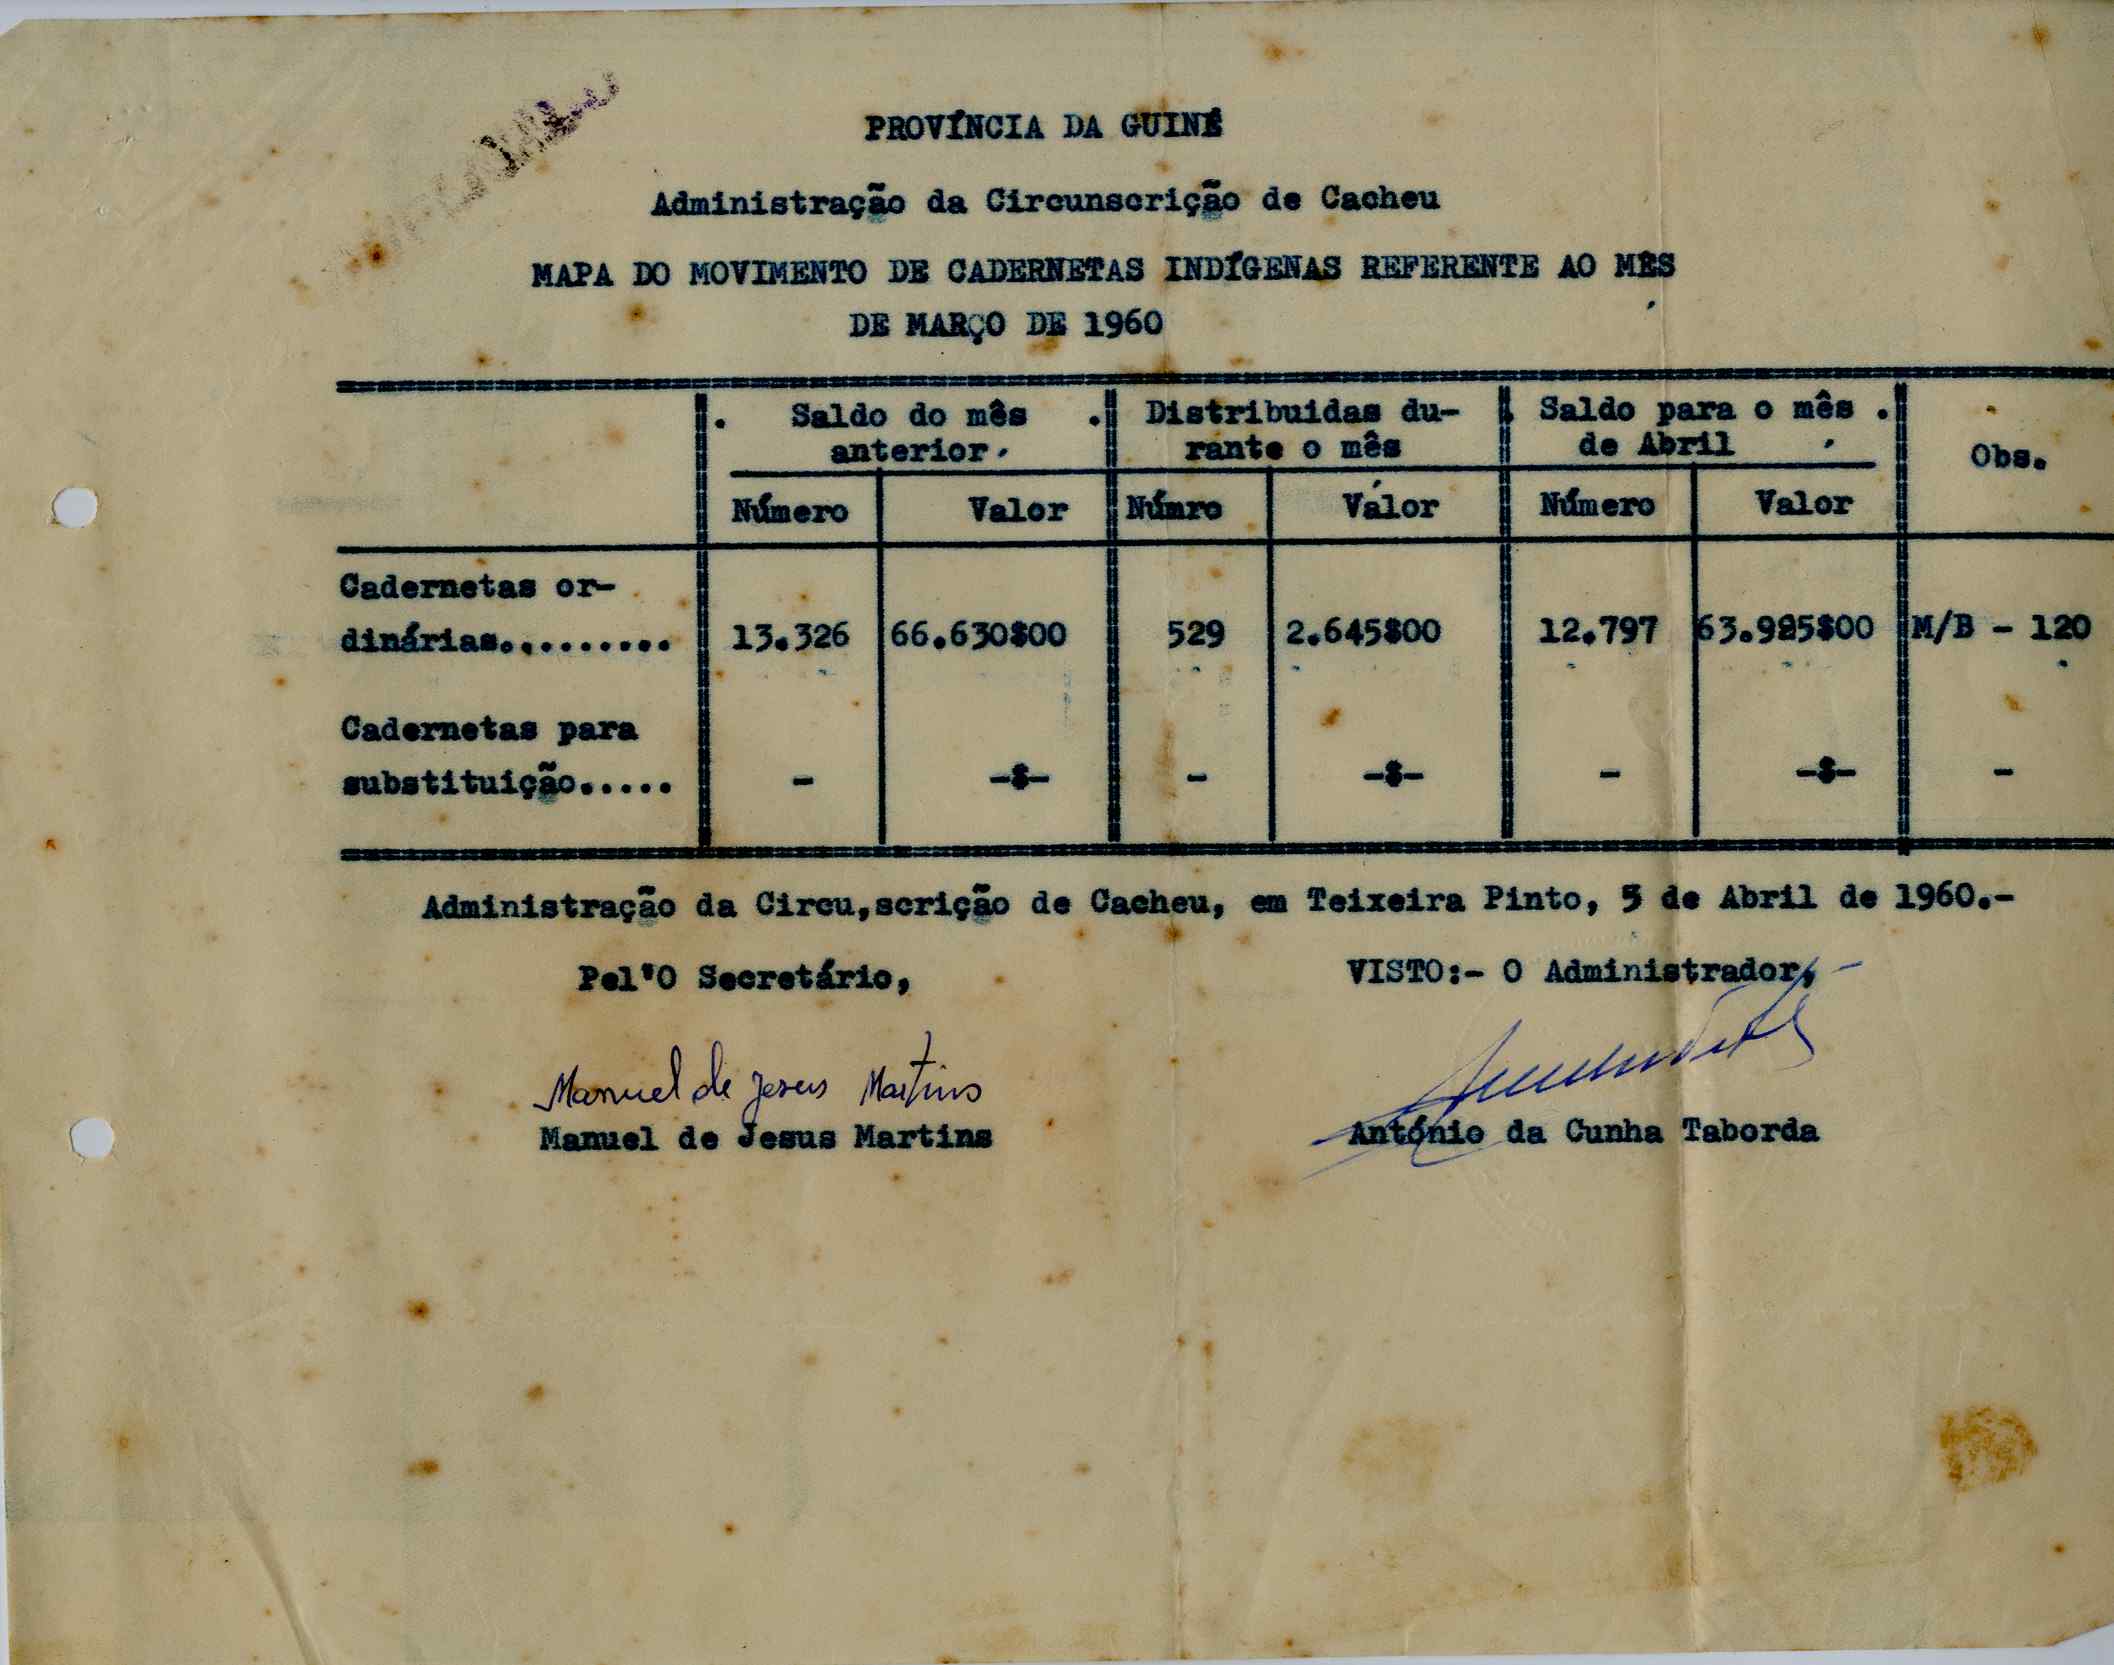 PROVÍNCIA DA GUINÉ
Administração da Circunscrição de Cacheu
MAPA DO MOVIMENTO DE CADERNETAS INDÍGENAS REFERENTE AO MÊS
DE MARÇO DE 1960
Saldo do mês Distribuidas du- Saldo para o mês
anterior rante o mês de Abril Obs.
Número Valor Númro Valor Número Valor
Cadernetas or-
dinárias.......... 13.326 66.630$00 529 2.645$00 12.797 63.985$00 M/B - 120
Cadernetas para
substituição..... - -$- - -$- - -$- -
Administração da Circu,scrição de Cacheu, em Teixeira Pinto, 5 de Abril de 1960.-
Pel'O Secretário, VISTO:- O Administrador,
Manuel de Jesus Martins
Manuel de Jesus Martins António da Cunha Taborda